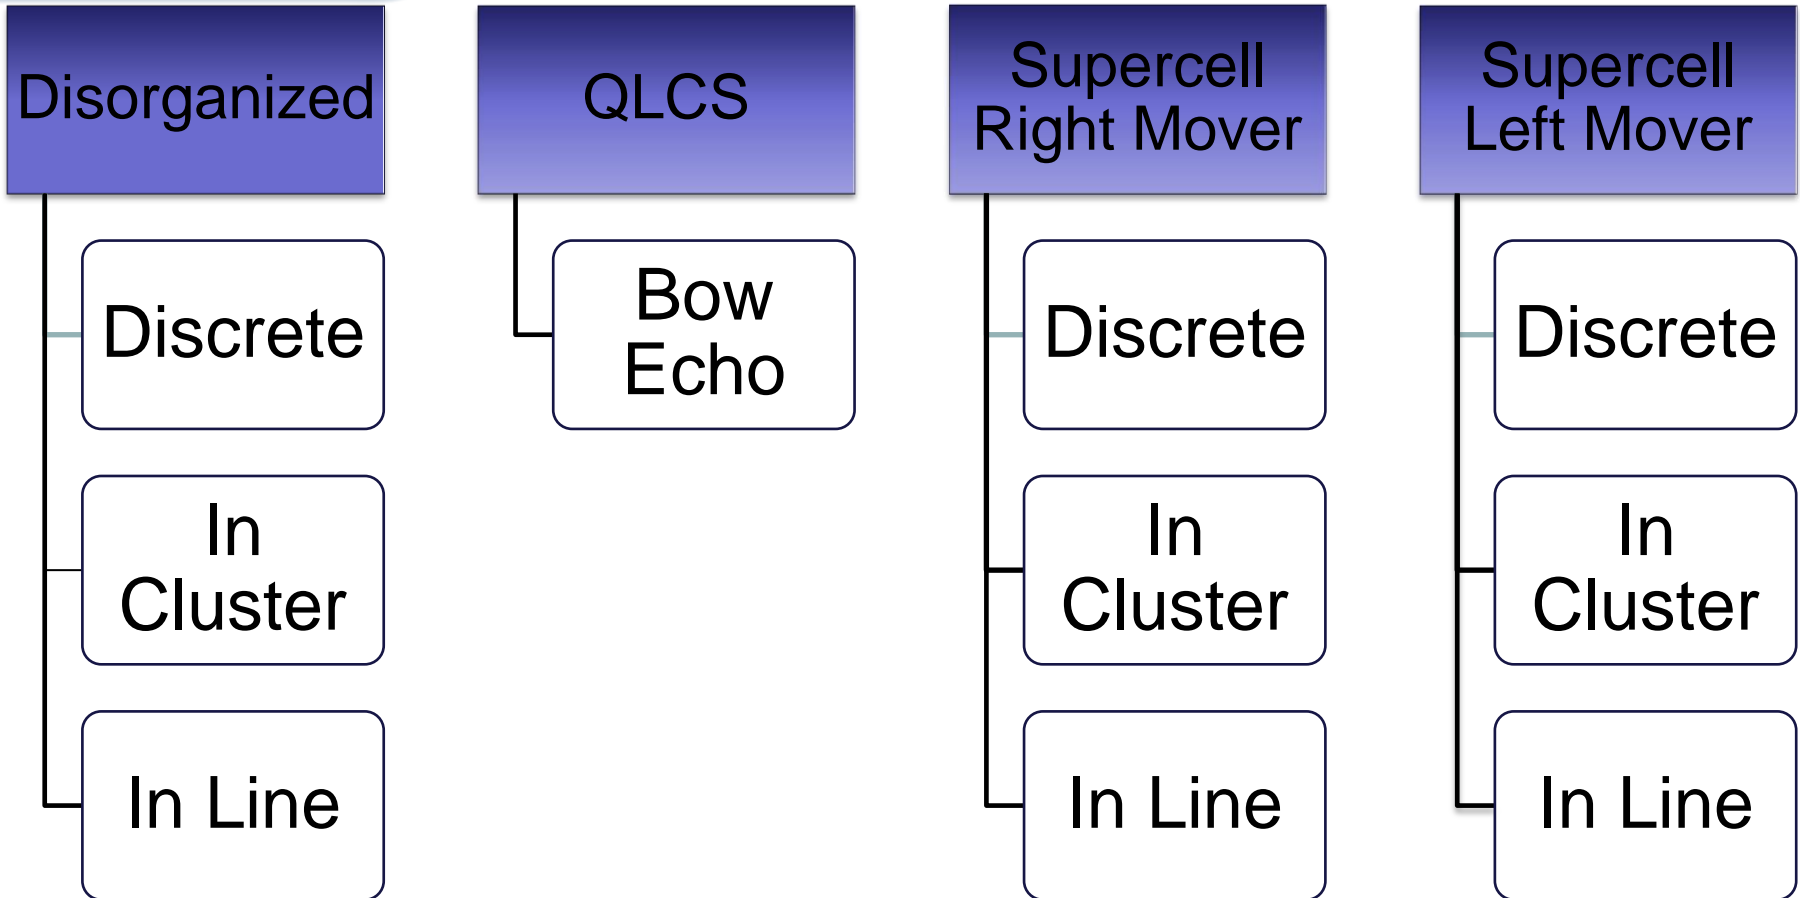 Disorganized
Discrete
In
Cluster
In Line
QLCS
Bow
Echo
Supercell
Right Mover
Discrete
In
Cluster
In Line
Supercell
Left Mover
Discrete
In
Cluster
In Line